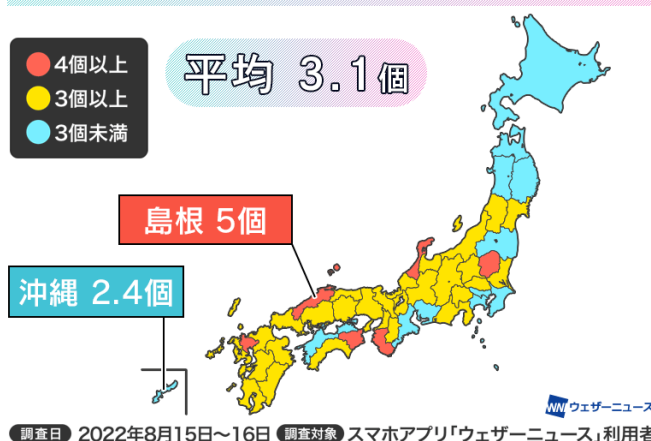 平均 3.1個
4個以上
3個以上
3個未満
島根 5個
沖縄 2.4個
ウェザーニュース
調査日 2022年8月15日〜16日 調査対象 スマホアプリ「ウェザーニュース」利用者